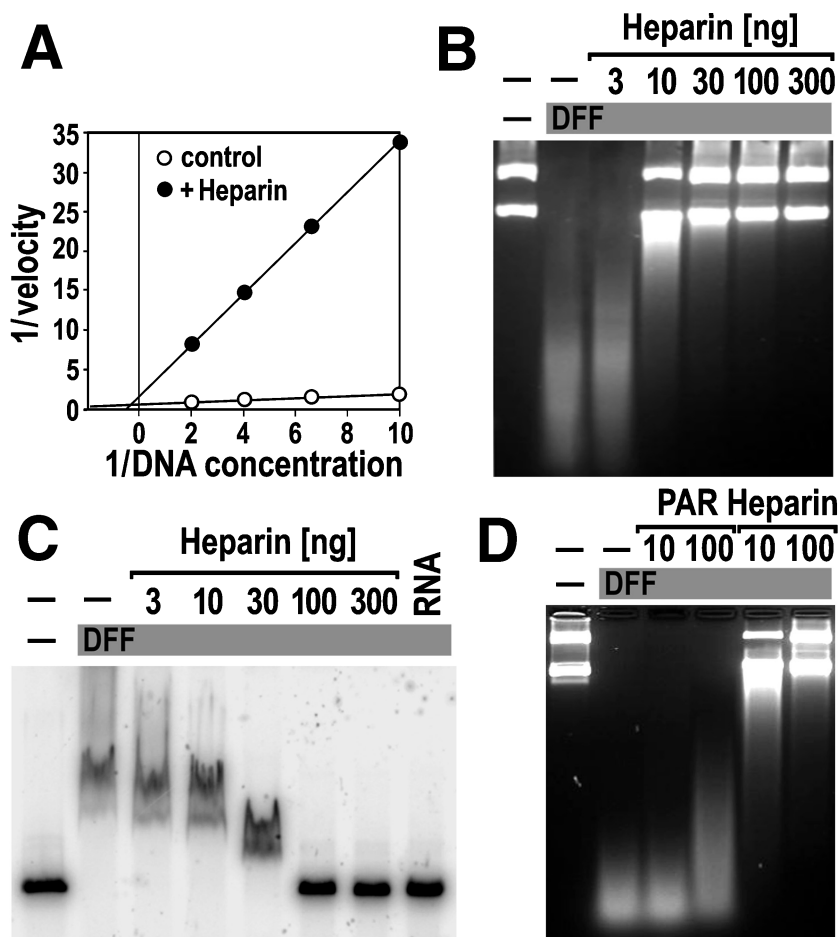 A
1/velocity
35
30
25
20
15
10
5
0
0 2 4 6 8 10
1/DNA concentration
control
+ Heparin
B
Heparin [ng]
— — 3 10 30 100 300
— DFF
C
Heparin [ng]
— — 3 10 30 100 300 RNA
— DFF
D
PAR Heparin
— — 10 100 10 100
— DFF